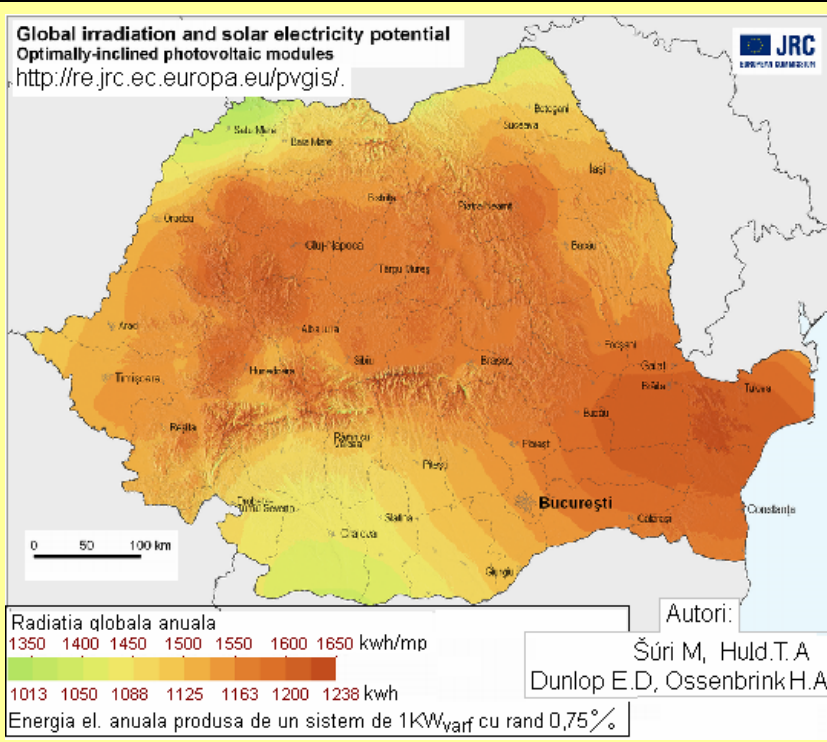 Global irradiation and solar electricity potential
Optimally-inclined photovoltaic modules
http://re.jrc.ec.europa.eu/pvgis/.
JRC
EUROPEAN COMMISSION
Botoşani
Suceava
Satu Mare
Baia Mare
Iaşi
Bistriţa
Piatra-Neamţ
Oradea
Cluj-Napoca
Bacău
Târgu Mureş
Arad
Alba Iulia
Focşani
Sibiu
Braşov
Galaţi
Hunedoara
Timişoara
Brăila
Tulcea
Buzău
Reşiţa
Râmnicu
Vâlcea
Ploieşti
Piteşti
Drobeta-
Turnu Severin
Bucureşti
Constanţa
Slatina
Călăraşi
Craiova
0 50 100 km
Giurgiu
Radiatia globala anuala
1350 1400 1450 1500 1550 1600 1650 kwh/mp
1013 1050 1088 1125 1163 1200 1238 kwh
Energia el. anuala produsa de un sistem de 1KWvarf cu rand 0,75%
Autori:
Šúri M, Huld.T.A
Dunlop E.D, Ossenbrink H.A